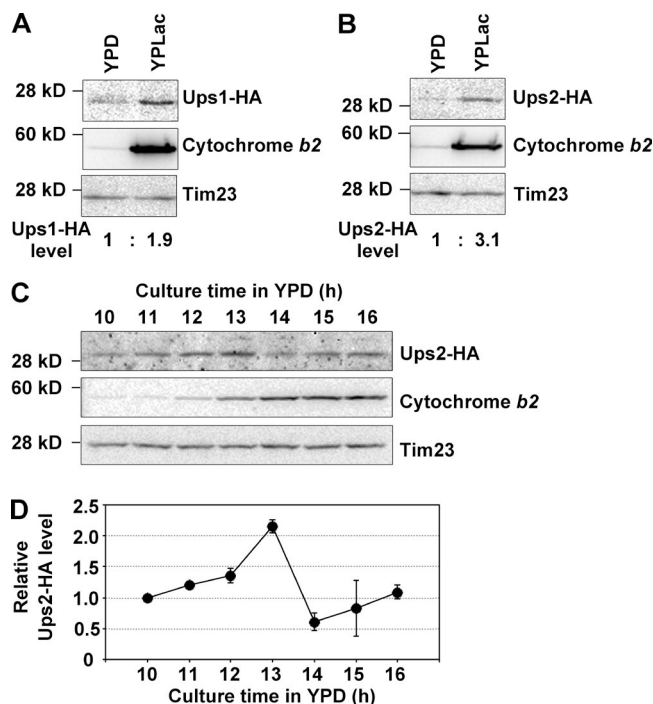 A
YPD YPLac
28 kD Ups1-HA
60 kD Cytochrome b2
28 kD Tim23
Ups1-HA level 1 : 1.9
B
YPD YPLac
28 kD Ups2-HA
60 kD Cytochrome b2
28 kD Tim23
Ups2-HA level 1 : 3.1
C
Culture time in YPD (h)
10 11 12 13 14 15 16
28 kD Ups2-HA
60 kD Cytochrome b2
28 kD Tim23
D
Relative
Ups2-HA level
2.5
2.0
1.5
1.0
0.5
0
10 11 12 13 14 15 16
Culture time in YPD (h)